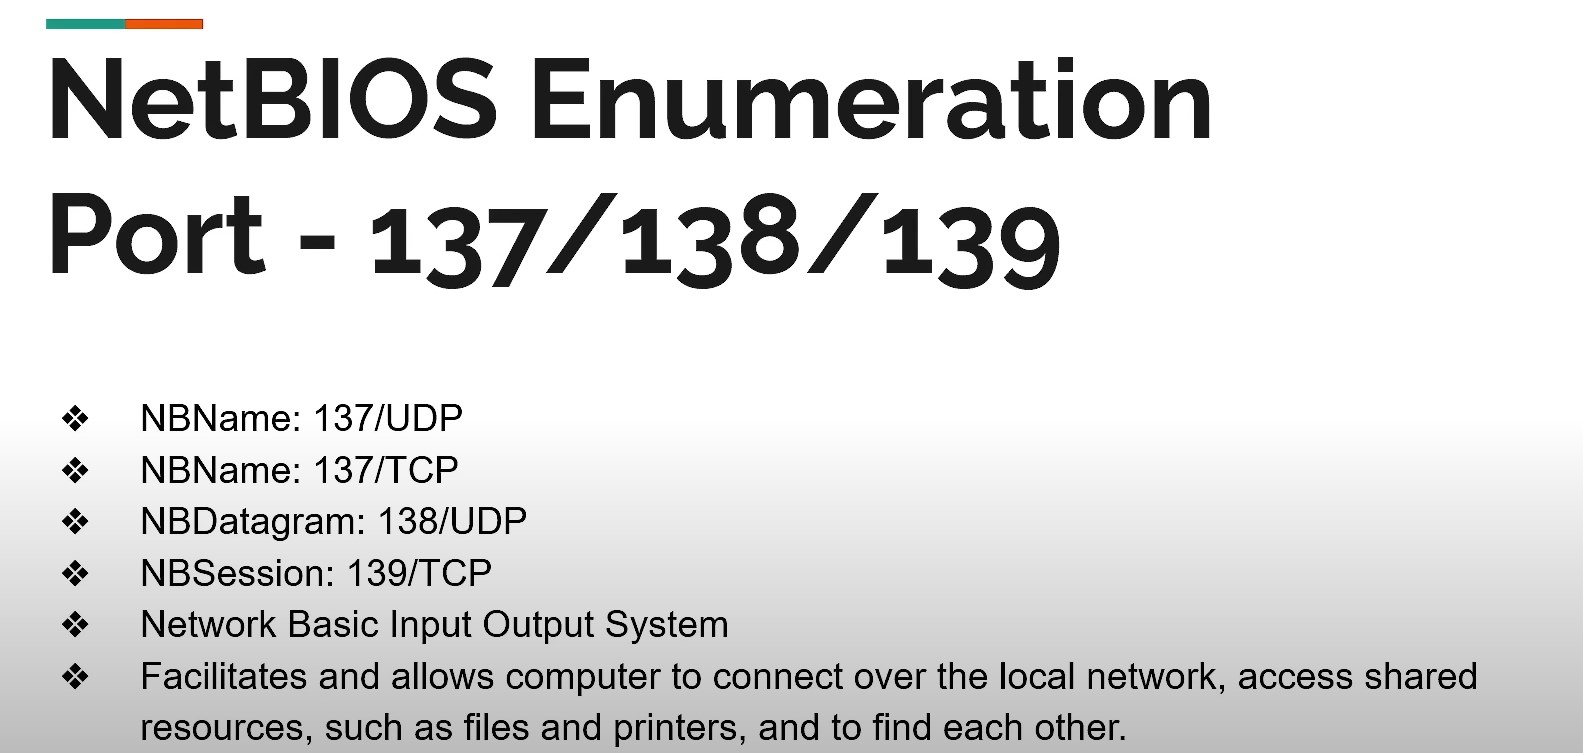 NetBIOS Enumeration
Port - 137/138/139
❖ NBName: 137/UDP
❖ NBName: 137/TCP
❖ NBDatagram: 138/UDP
❖ NBSession: 139/TCP
❖ Network Basic Input Output System
❖ Facilitates and allows computer to connect over the local network, access shared
resources, such as files and printers, and to find each other.